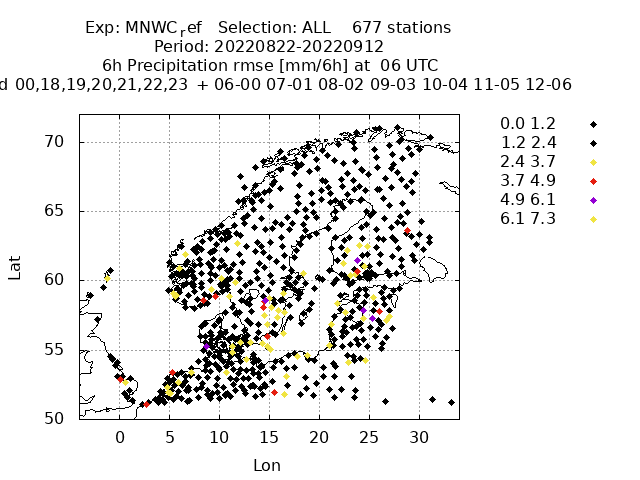 Exp: MNWC_ref   Selection: ALL    677 stations
Period: 20220822-20220912
6h Precipitation rmse [mm/6h] at  06 UTC
d 00,18,19,20,21,22,23  + 06-00 07-01 08-02 09-03 10-04 11-05 12-06
0.0 1.2
1.2 2.4
2.4 3.7
3.7 4.9
4.9 6.1
6.1 7.3
70
65
60
55
50
Lat
0 5 10 15 20 25 30
Lon